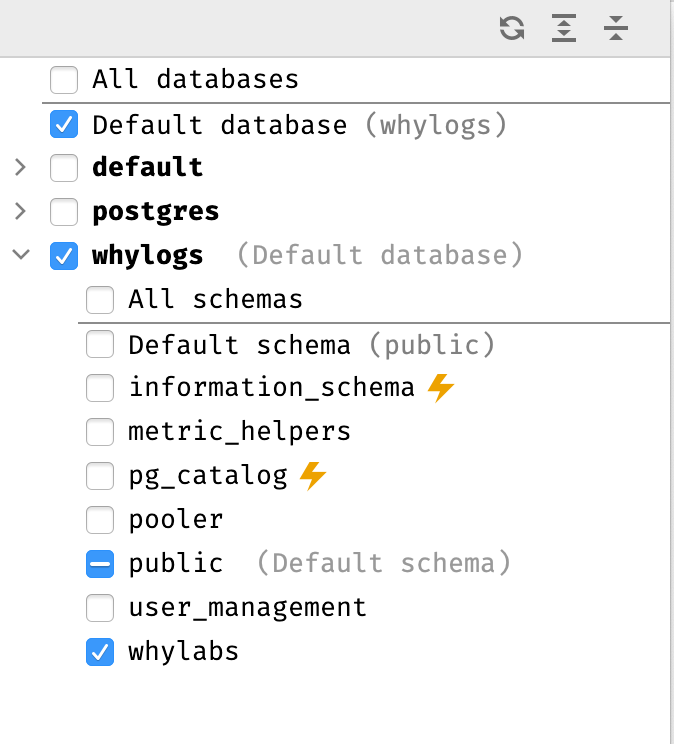 All databases
Default database (whylogs)
default
postgres
whylogs (Default database)
All schemas
Default schema (public)
information_schema
metric_helpers
pg_catalog
pooler
public (Default schema)
user_management
whylabs